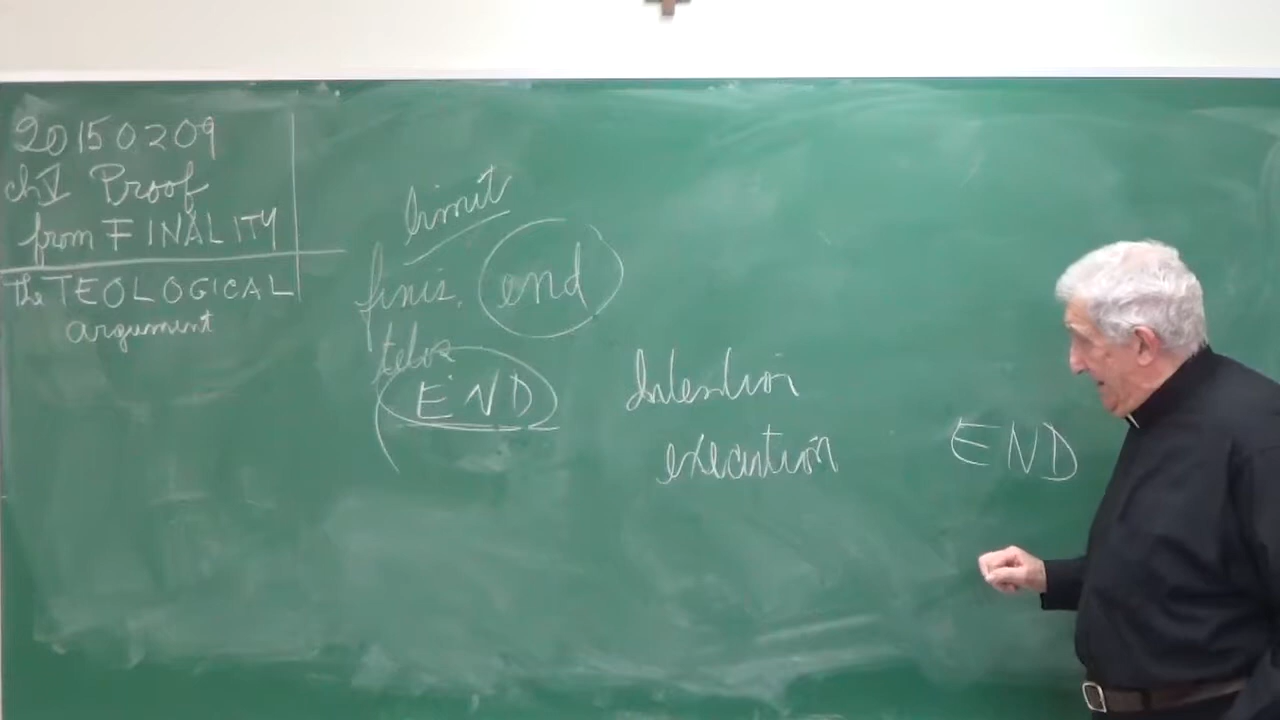 20150209
ch V Proof
from FINALITY
the TEOLOGICAL
argument
limit
finis. end
telos
END
Intention
execution
END